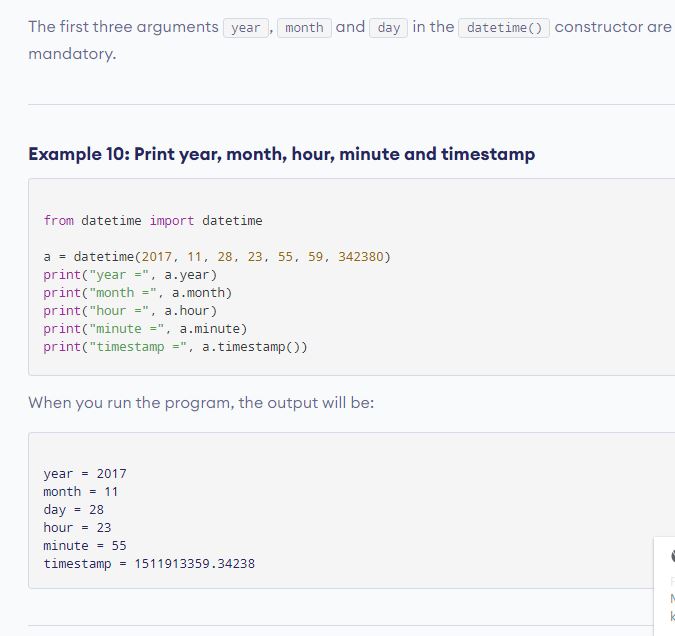 The first three arguments year, month and day in the datetime() constructor are
mandatory.
Example 10: Print year, month, hour, minute and timestamp
from datetime import datetime
a = datetime(2017, 11, 28, 23, 55, 59, 342380)
print("year =", a.year)
print("month =", a.month)
print("hour =", a.hour)
print("minute =", a.minute)
print("timestamp =", a.timestamp())
When you run the program, the output will be:
year = 2017
month = 11
day = 28
hour = 23
minute = 55
timestamp = 1511913359.34238